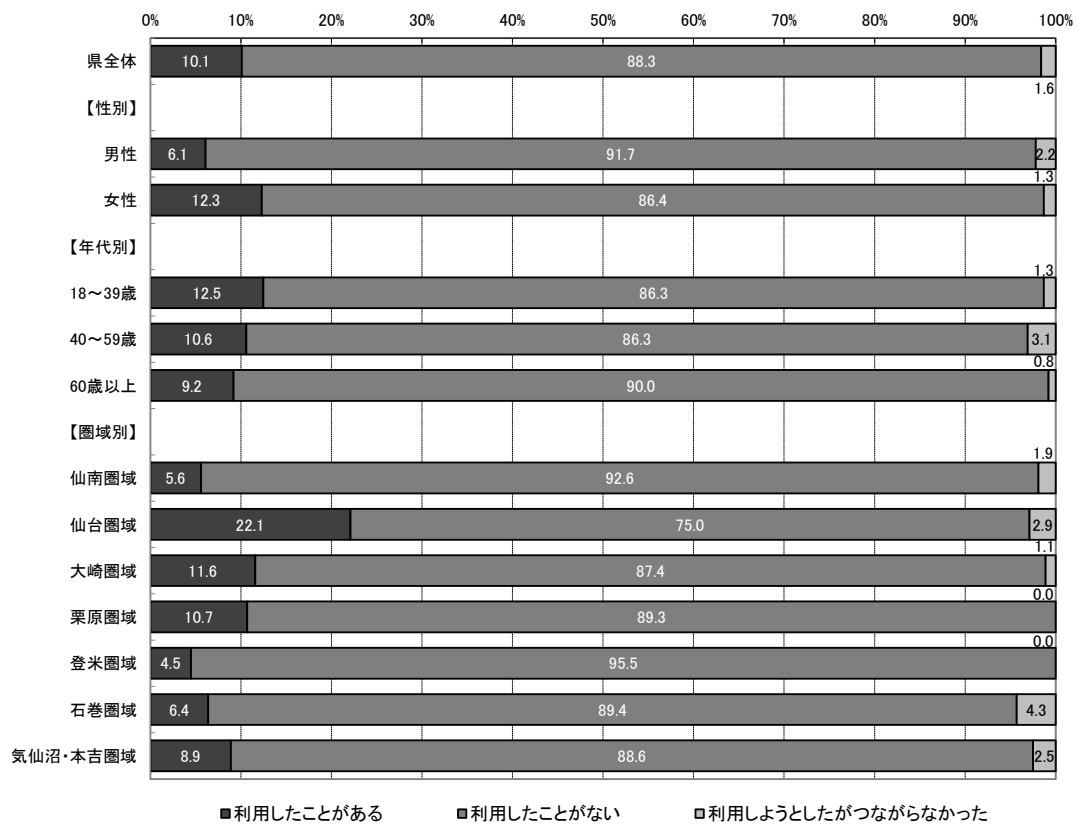 0% 10% 20% 30% 40% 50% 60% 70% 80% 90% 100%
県全体 10.1 88.3 1.6
【性別】
男性 6.1 91.7 2.2
女性 12.3 86.4 1.3
【年代別】
18～39歳 12.5 86.3 1.3
40～59歳 10.6 86.3 3.1
60歳以上 9.2 90.0 0.8
【圏域別】
仙南圏域 5.6 92.6 1.9
仙台圏域 22.1 75.0 2.9
大崎圏域 11.6 87.4 1.1
栗原圏域 10.7 89.3 0.0
登米圏域 4.5 95.5 0.0
石巻圏域 6.4 89.4 4.3
気仙沼・本吉圏域 8.9 88.6 2.5
利用したことがある 利用したことがない 利用しようとしたがつながらなかった